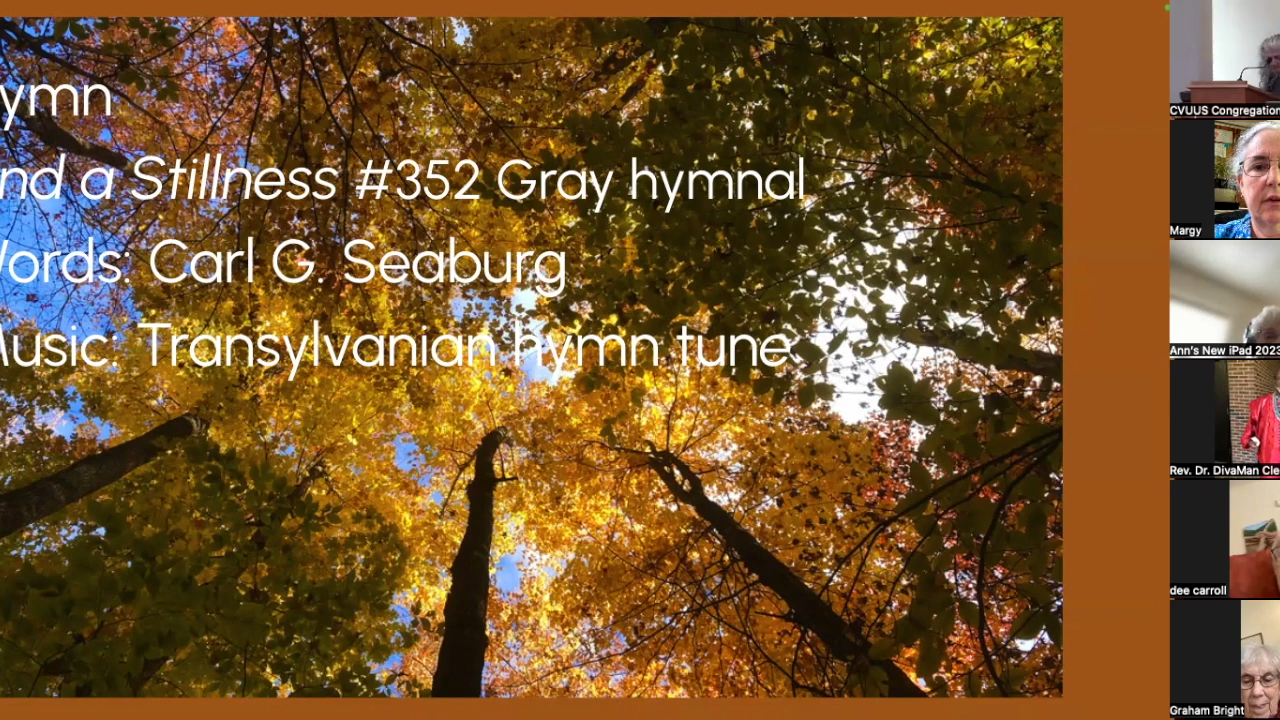 ymn
nd a Stillness #352 Gray hymnal
Words: Carl G. Seaburg
Music: Transylvanian hymn tune
CVUUS Congregation
Margy
Ann's New iPad 2023
Rev. Dr. DivaMan Cle
dee carroll
Graham Bright